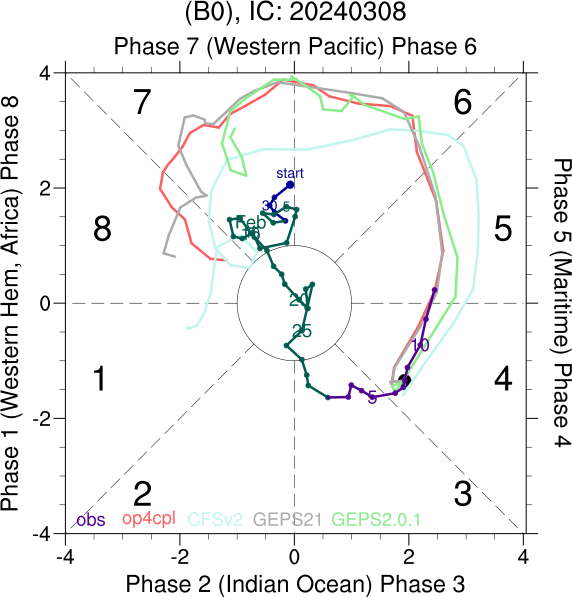 (B0), IC: 20240308
Phase 7 (Western Pacific) Phase 6
Phase 1 (Western Hem, Africa) Phase 8
Phase 5 (Maritime) Phase 4
4
2
0
-2
-4
7
6
8
5
1
4
2
3
start
30
5
Feb
20
25
5
10
obs op4cpl CFSv2 GEPS21 GEPS2.0.1
-4 -2 0 2 4
Phase 2 (Indian Ocean) Phase 3